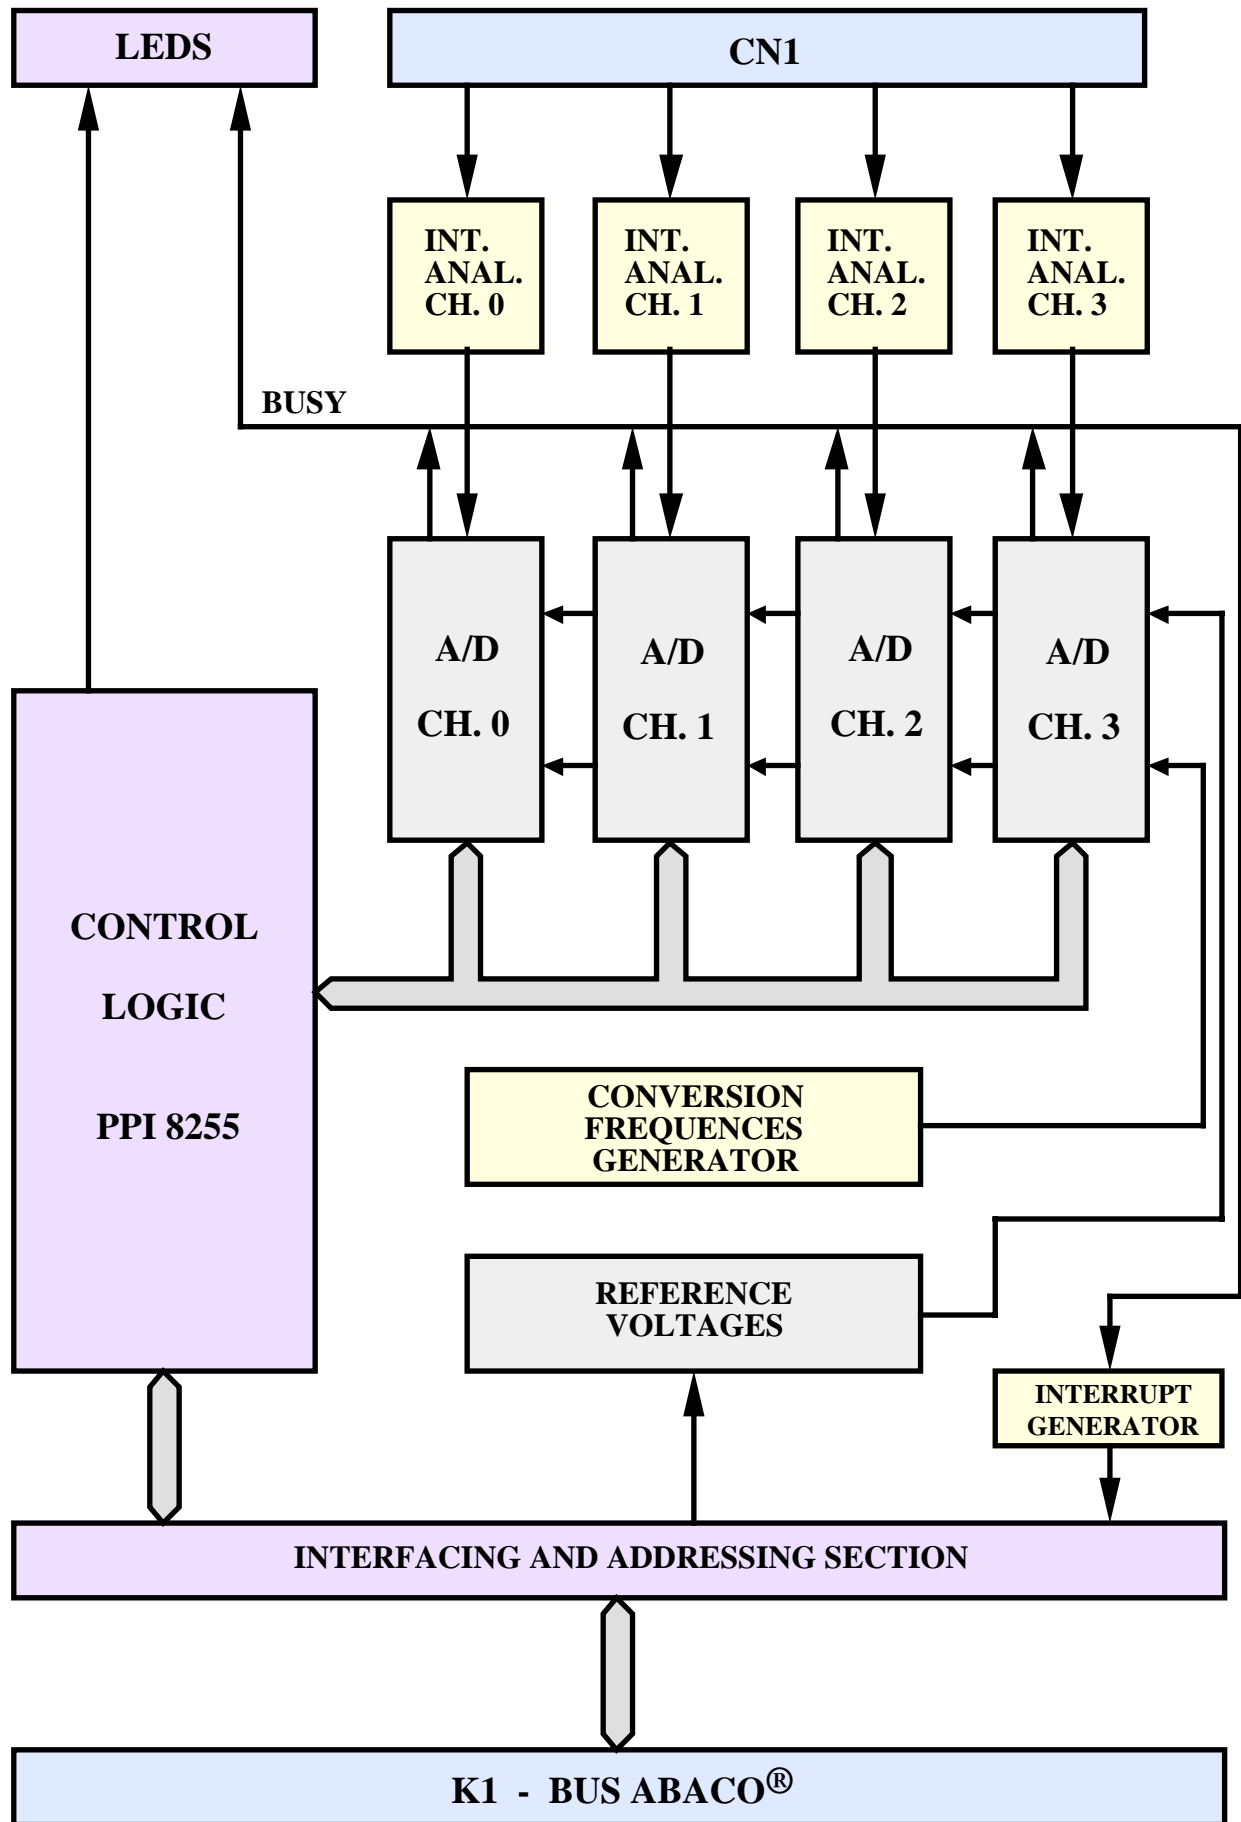 LEDS
CN1
INT.
ANAL.
CH. 0
INT.
ANAL.
CH. 1
INT.
ANAL.
CH. 2
INT.
ANAL.
CH. 3
BUSY
A/D
CH. 0
A/D
CH. 1
A/D
CH. 2
A/D
CH. 3
CONTROL
LOGIC
PPI 8255
CONVERSION
FREQUENCES
GENERATOR
REFERENCE
VOLTAGES
INTERRUPT
GENERATOR
INTERFACING AND ADDRESSING SECTION
K1 - BUS ABACO®